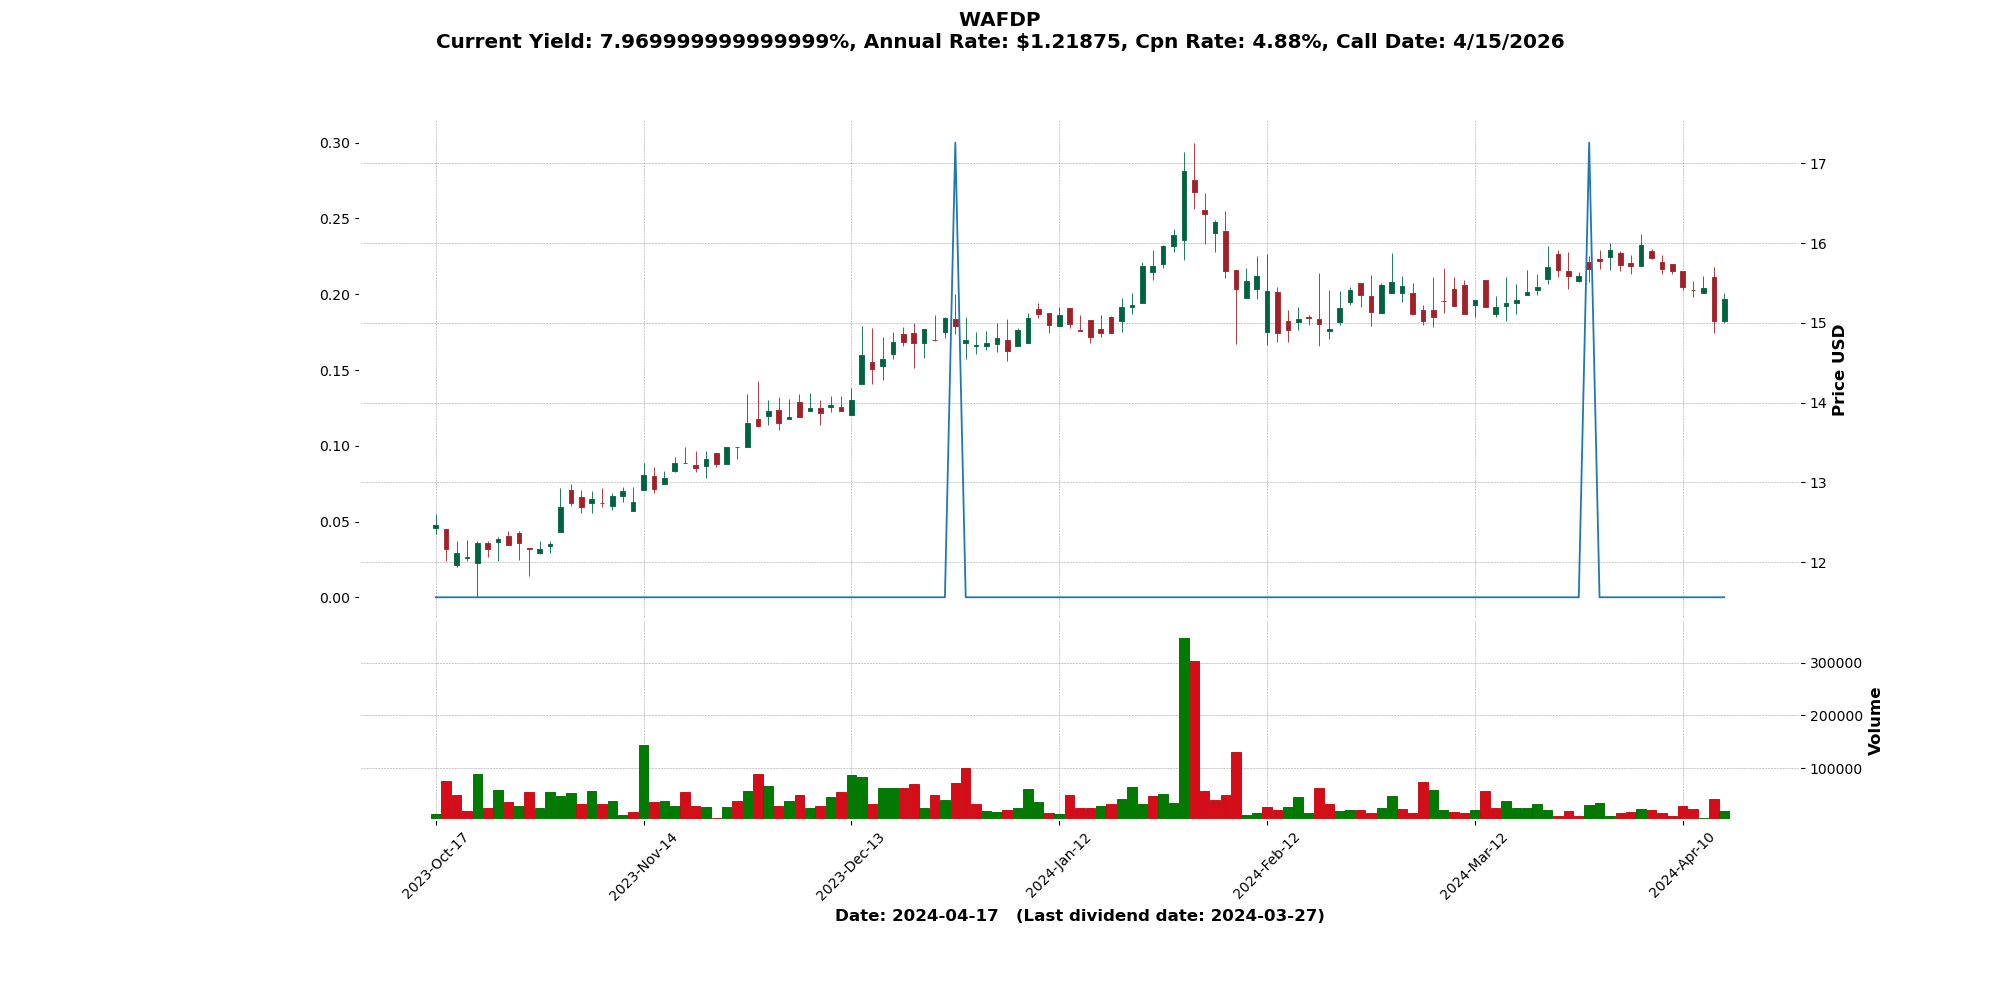 WAFDP
Current Yield: 7.969999999999999%, Annual Rate: $1.21875, Cpn Rate: 4.88%, Call Date: 4/15/2026
0.30
0.25
0.20
0.15
0.10
0.05
0.00
17
16
15
14
13
12
Price USD
300000
200000
100000
Volume
2023-Oct-17
2023-Nov-14
2023-Dec-13
2024-Jan-12
2024-Feb-12
2024-Mar-12
2024-Apr-10
Date: 2024-04-17   (Last dividend date: 2024-03-27)